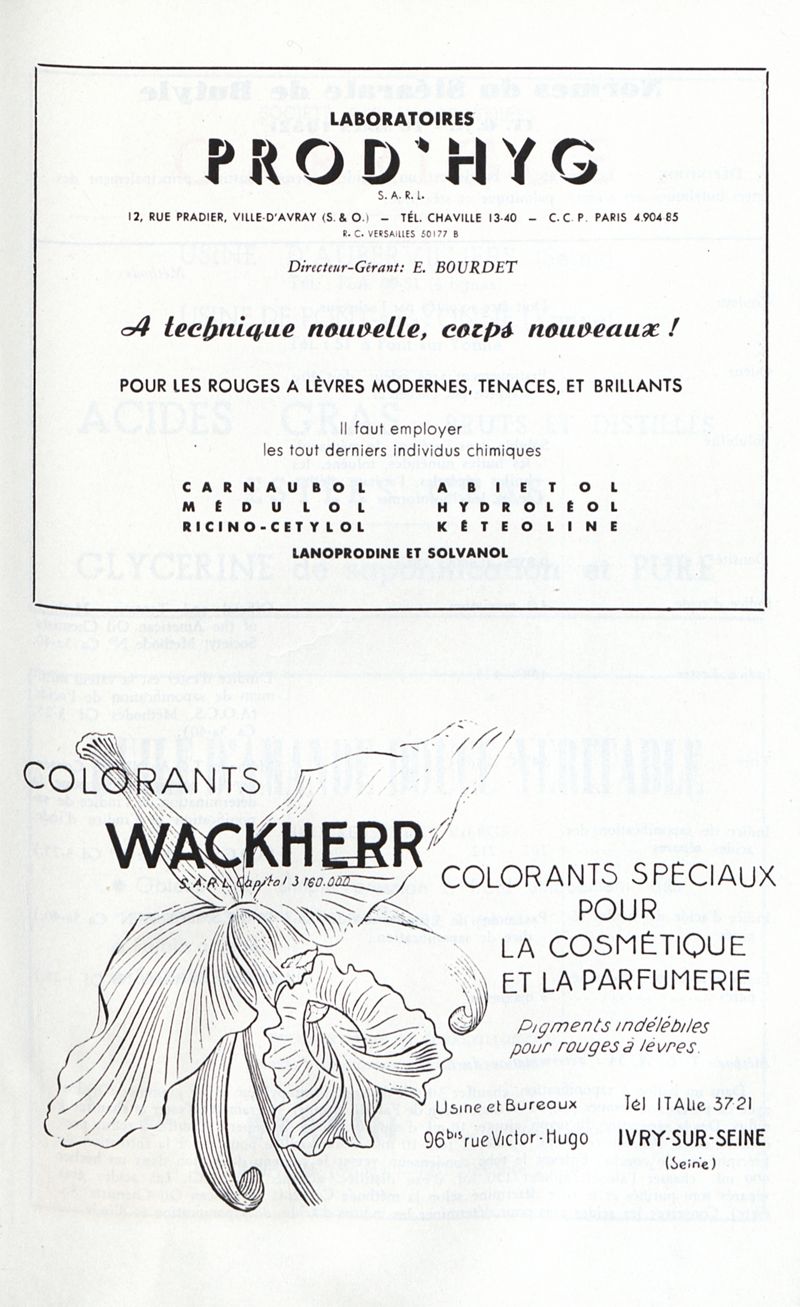 LABORATOIRES
PROD'HYG
S. A. R. L.
12, RUE PRADIER, VILLE-D'AVRAY (S. & O.) — TÉL. CHAVILLE 13-40 — C. C. P. PARIS 4.904 85
R. C. VERSAILLES 50177 B
Directeur-Gérant: E. BOURDET
A technique nouvelle, corps nouveaux !
POUR LES ROUGES A LÈVRES MODERNES, TENACES, ET BRILLANTS
Il faut employer
les tout derniers individus chimiques
CARNAUBOL ABIETOL
MÉDULOL HYDROLÉOL
RICINO-CETYLOL KÉTEOLINE
LANOPRODINE ET SOLVANOL
COLORANTS
WACKHERR
S.A.R.L. Capital 3 160.000
COLORANTS SPÉCIAUX
POUR
LA COSMÉTIQUE
ET LA PARFUMERIE
Pigments indélébiles
pour rouges à lèvres.
Usine et Bureaux Tél ITALie 37-21
96 bis rue Victor-Hugo IVRY-SUR-SEINE
(Seine)